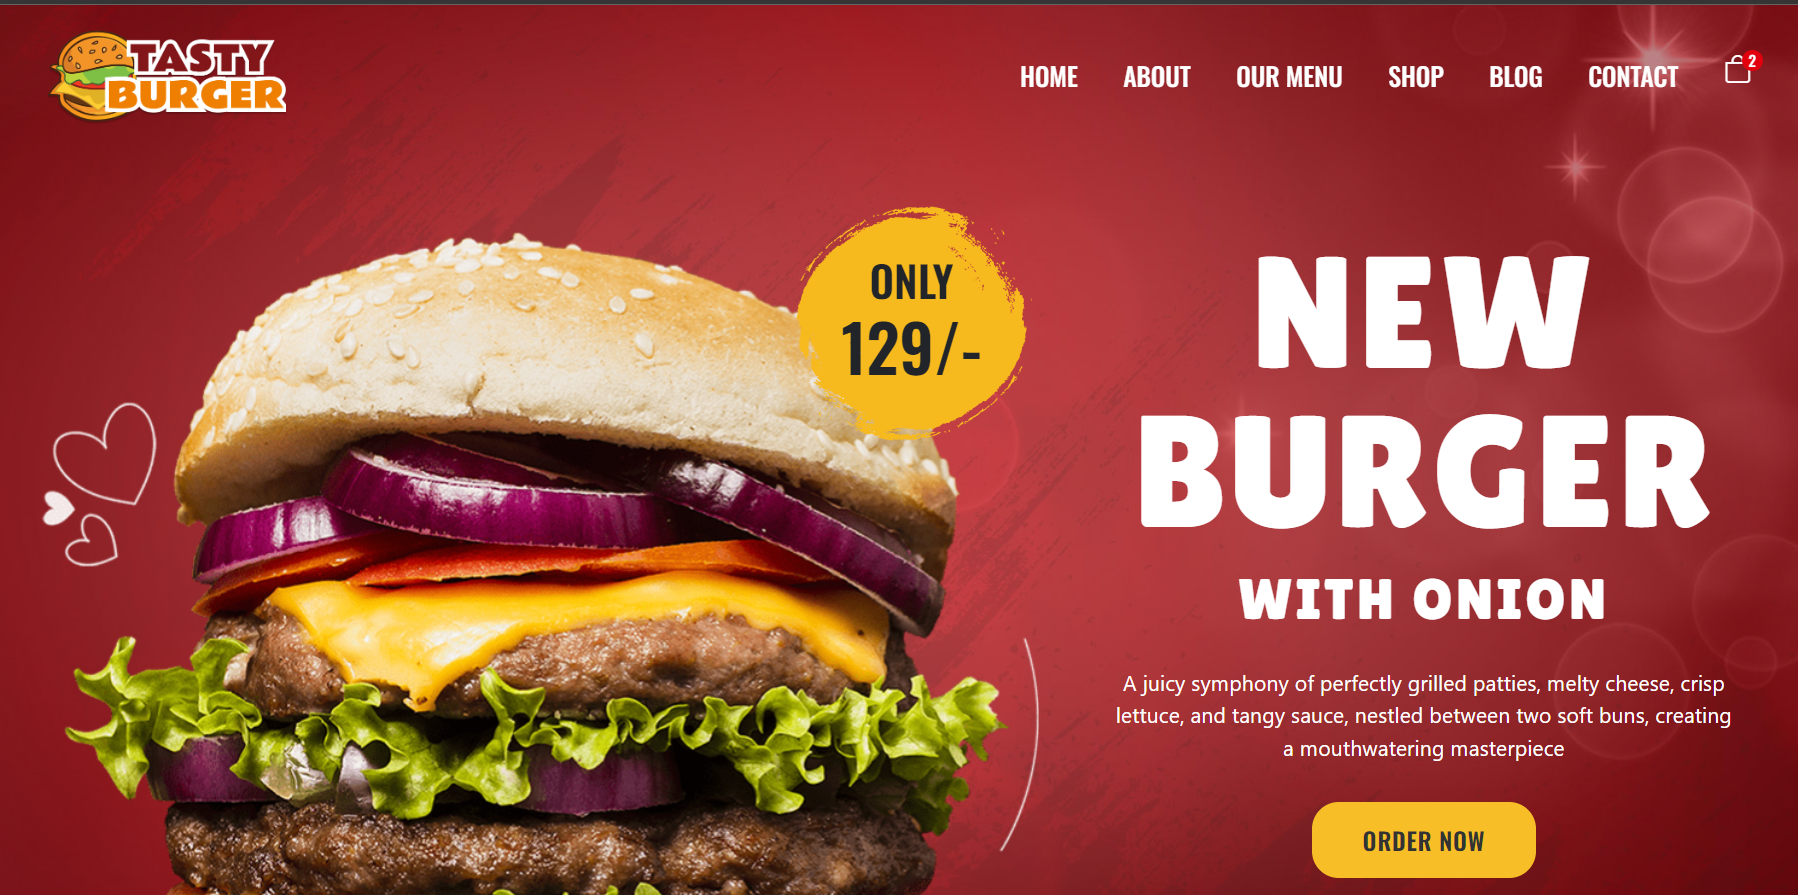 TASTY
BURGER
HOME ABOUT OUR MENU SHOP BLOG CONTACT 2
ONLY
129/-
NEW
BURGER
WITH ONION
A juicy symphony of perfectly grilled patties, melty cheese, crisp
lettuce, and tangy sauce, nestled between two soft buns, creating
a mouthwatering masterpiece
ORDER NOW